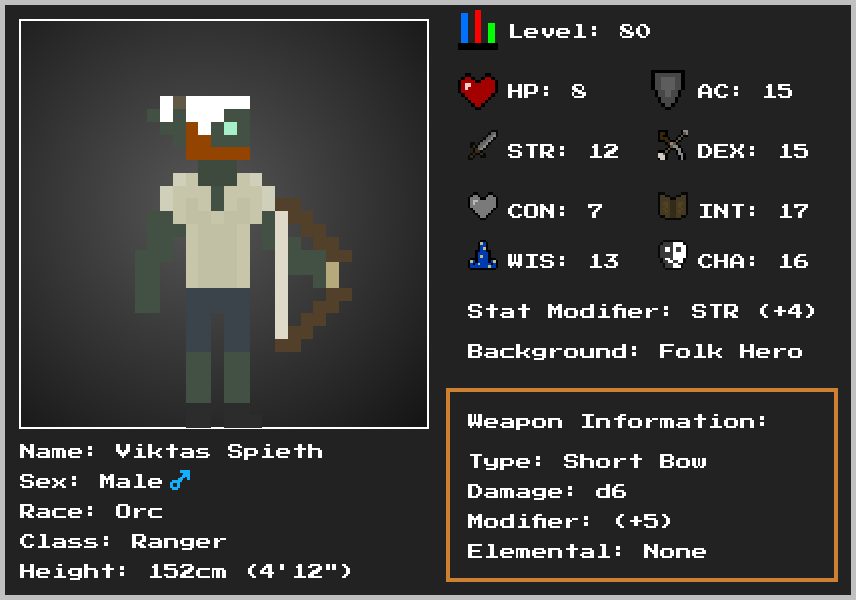 Level: 80
HP: 8 AC: 15
STR: 12 DEX: 15
CON: 7 INT: 17
WIS: 13 CHA: 16
Stat Modifier: STR (+4)
Background: Folk Hero
Weapon Information:
Type: Short Bow
Damage: d6
Modifier: (+5)
Elemental: None
Name: Viktas Spieth
Sex: Male♂
Race: Orc
Class: Ranger
Height: 152cm (4'12")